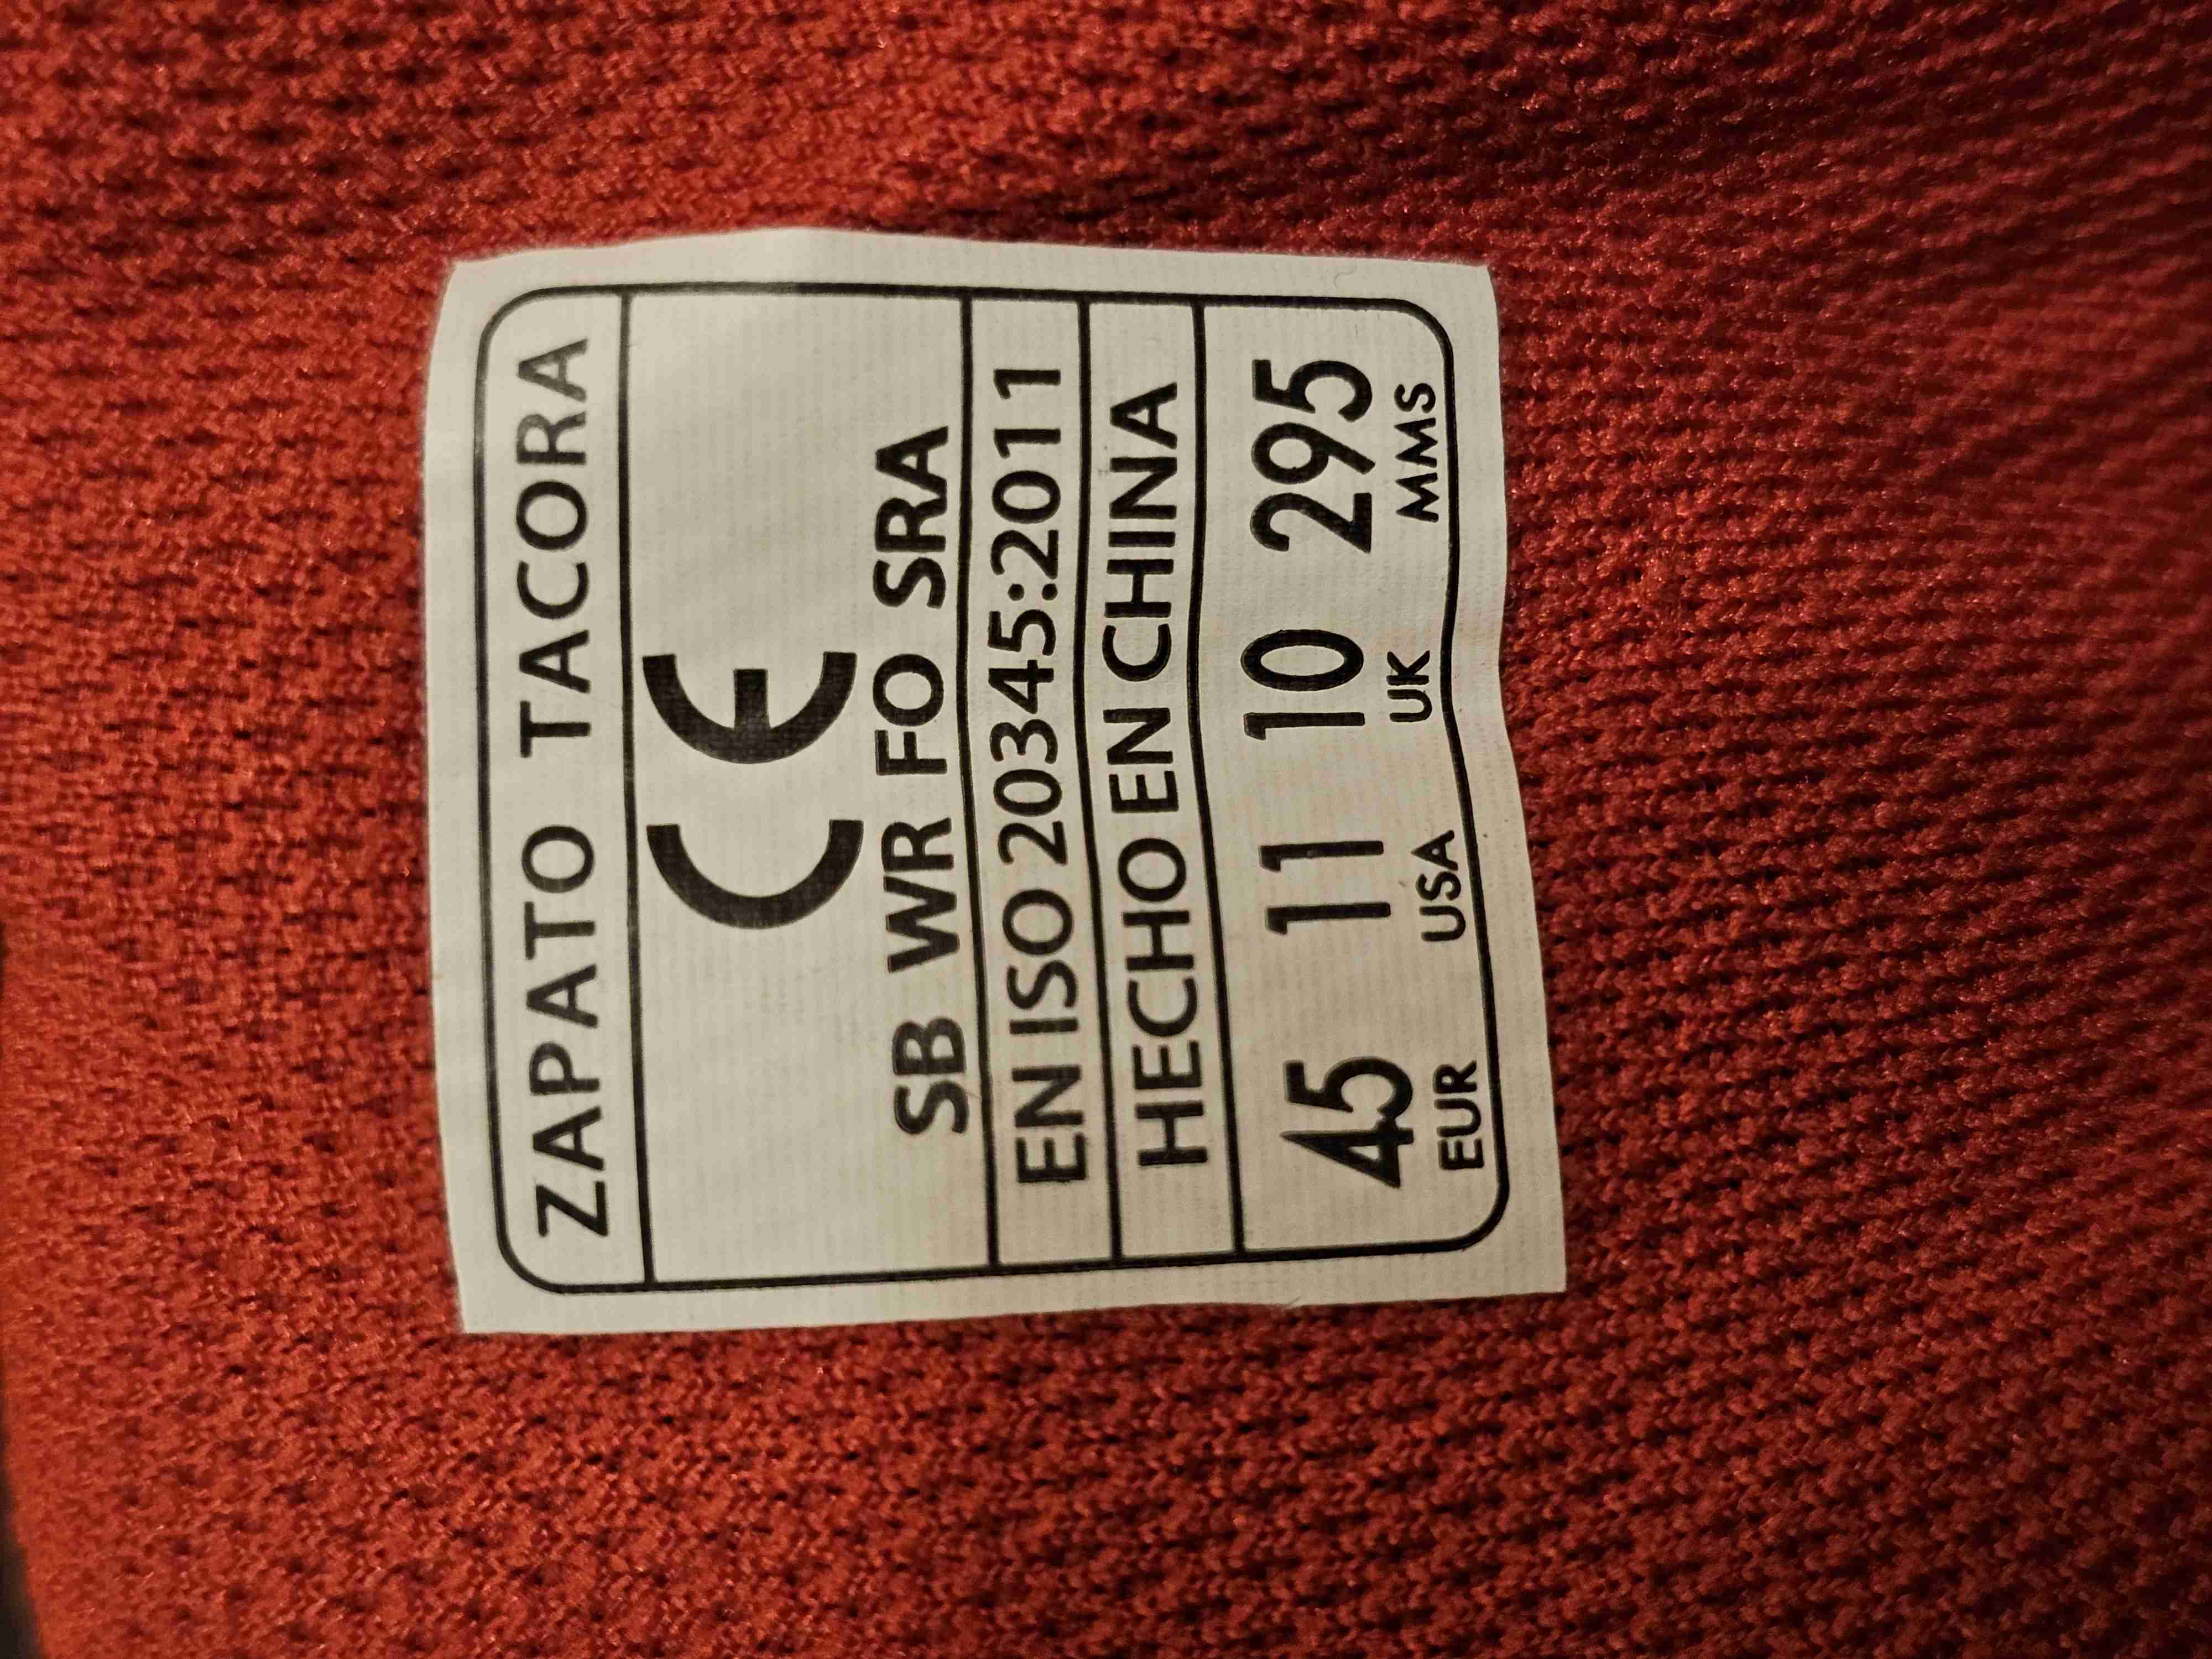 ZAPATO TACORA
CE
SB WR FO SRA
EN ISO 20345:2011
HECHO EN CHINA
45 11 10 295
EUR USA UK MMS